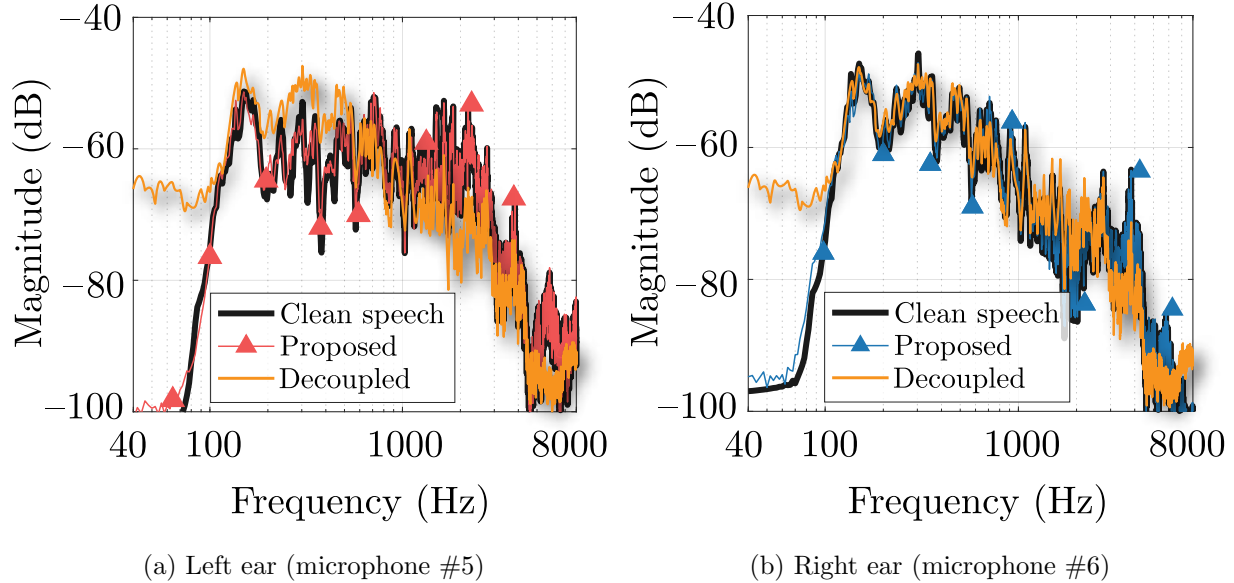 −40
−60
−80
−100
Magnitude (dB)
Clean speech
Proposed
Decoupled
40 100 1000 8000
Frequency (Hz)
(a) Left ear (microphone #5)
−40
−60
−80
−100
Magnitude (dB)
Clean speech
Proposed
Decoupled
40 100 1000 8000
Frequency (Hz)
(b) Right ear (microphone #6)